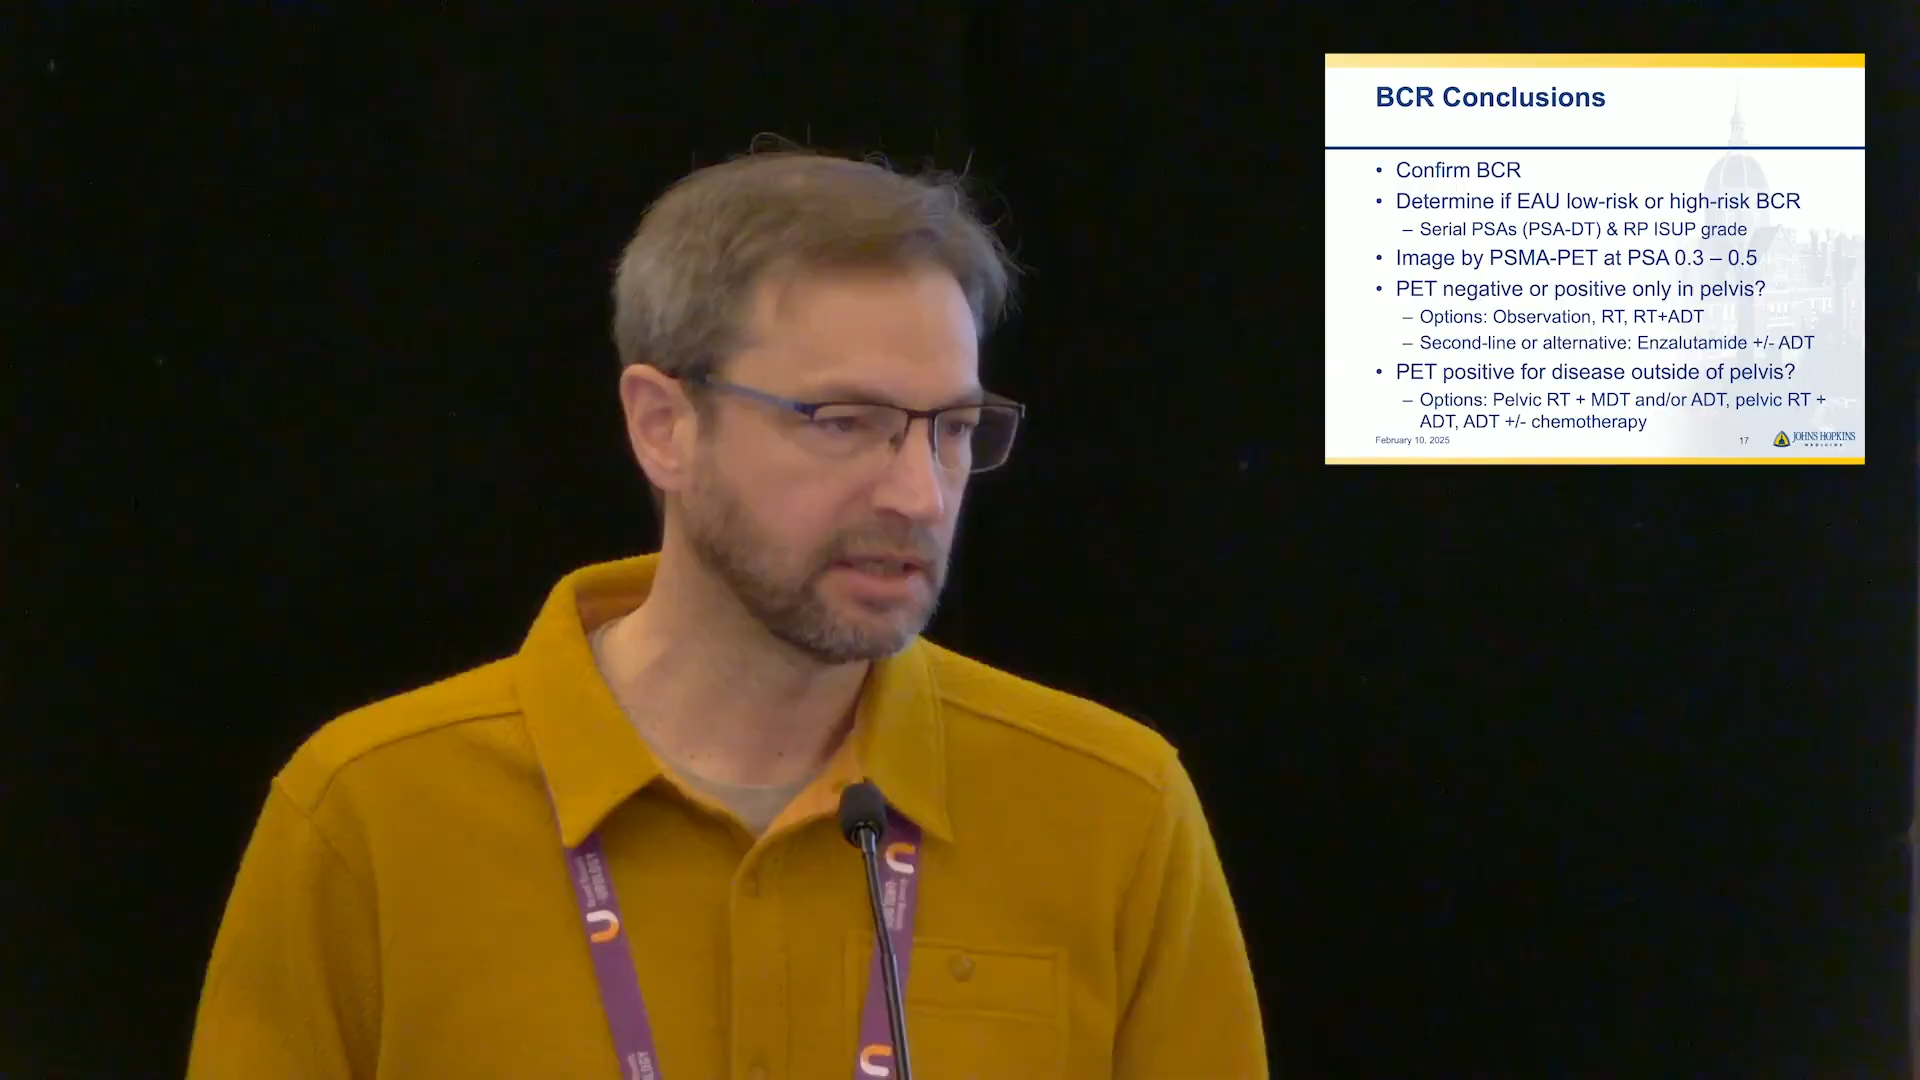 BCR Conclusions
• Confirm BCR
• Determine if EAU low-risk or high-risk BCR
– Serial PSAs (PSA-DT) & RP ISUP grade
• Image by PSMA-PET at PSA 0.3 – 0.5
• PET negative or positive only in pelvis?
– Options: Observation, RT, RT+ADT
– Second-line or alternative: Enzalutamide +/- ADT
• PET positive for disease outside of pelvis?
– Options: Pelvic RT + MDT and/or ADT, pelvic RT +
ADT, ADT +/- chemotherapy
February 10, 2025
17
JOHNS HOPKINS
MEDICINE